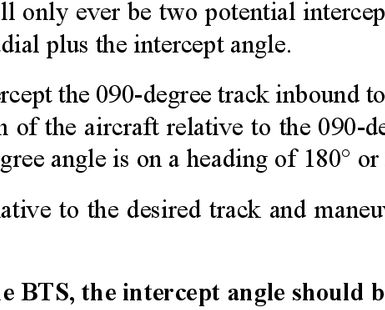 ll only ever be two potential intercep
dial plus the intercept angle.
rcept the 090-degree track inbound to
n of the aircraft relative to the 090-de
gree angle is on a heading of 180° or
lative to the desired track and maneuv
e BTS, the intercept angle should b